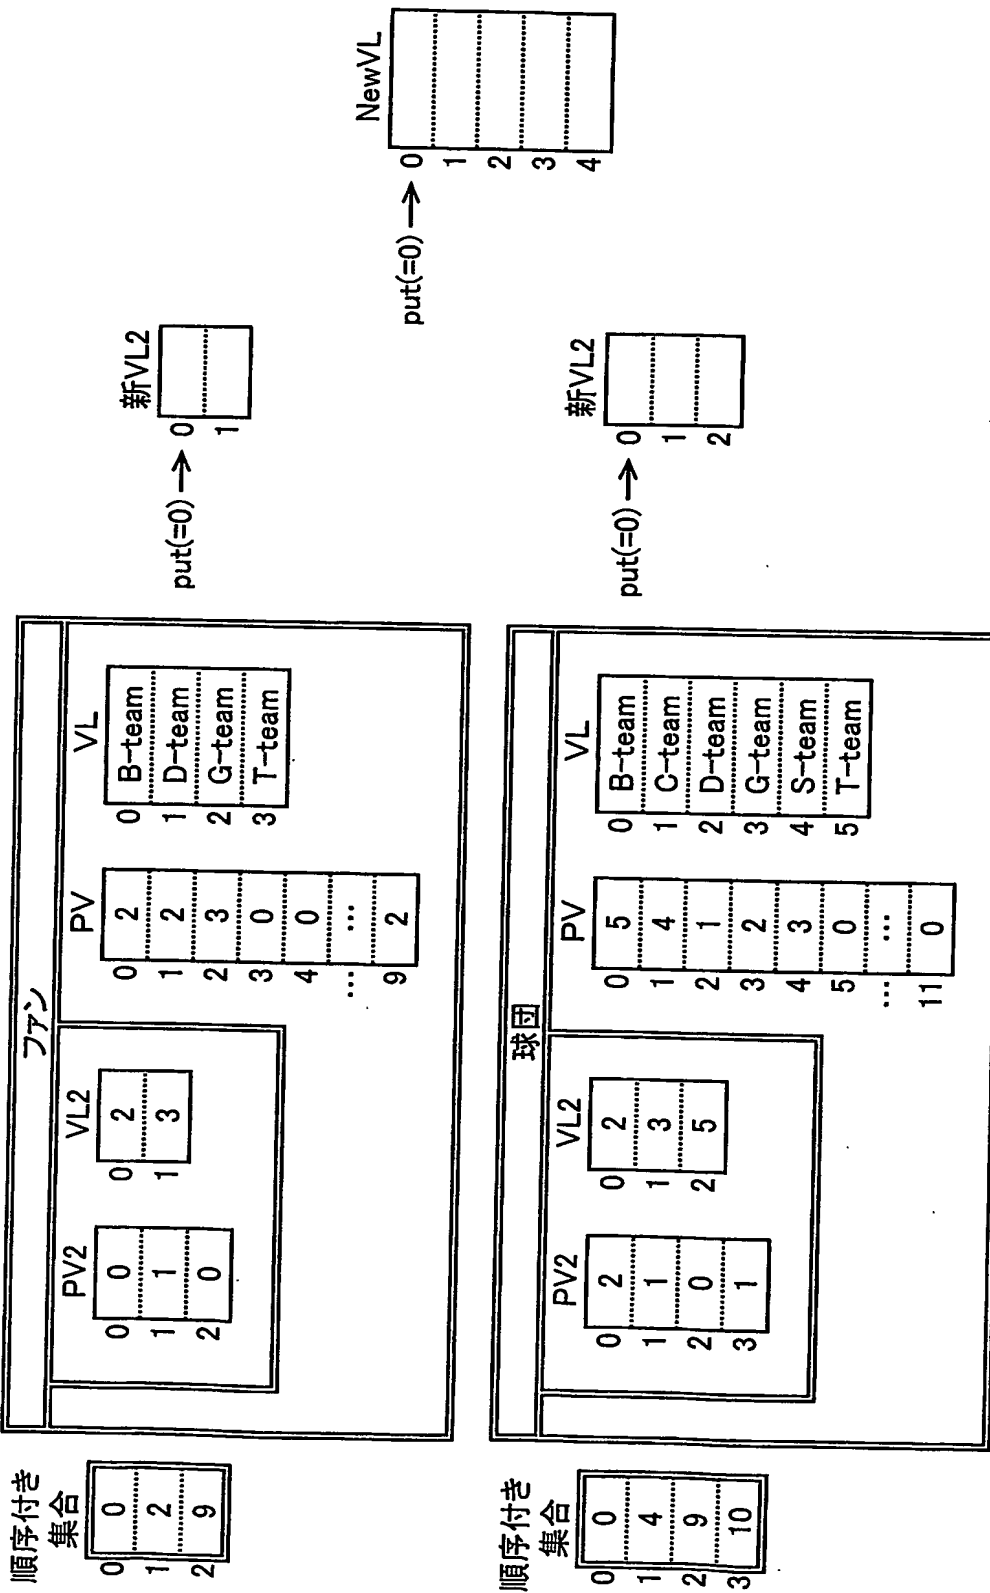 ファン
順序付き
集合
0 0
1 2
2 9
PV2
0 0
1 1
2 0
VL2
0 2
1 3
PV
0 2
1 2
2 3
3 0
4 0
... ...
9 2
VL
0 B-team
1 D-team
2 G-team
3 T-team
新VL2
put(=0) → 0
1
球団
順序付き
集合
0 0
1 4
2 9
3 10
PV2
0 2
1 1
2 0
3 1
VL2
0 2
1 3
2 5
PV
0 5
1 4
2 1
3 2
4 3
5 0
... ...
11 0
VL
0 B-team
1 C-team
2 D-team
3 G-team
4 S-team
5 T-team
新VL2
put(=0) → 0
1
2
NewVL
put(=0) → 0
1
2
3
4